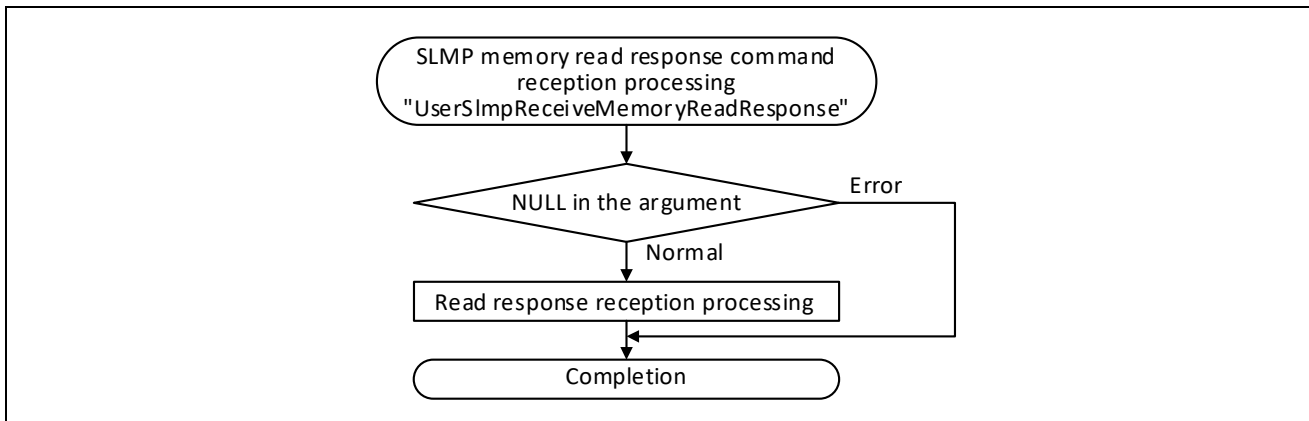 SLMP memory read response command
reception processing
"UserSlmpReceiveMemoryReadResponse"
NULL in the argument
Error
Normal
Read response reception processing
Completion